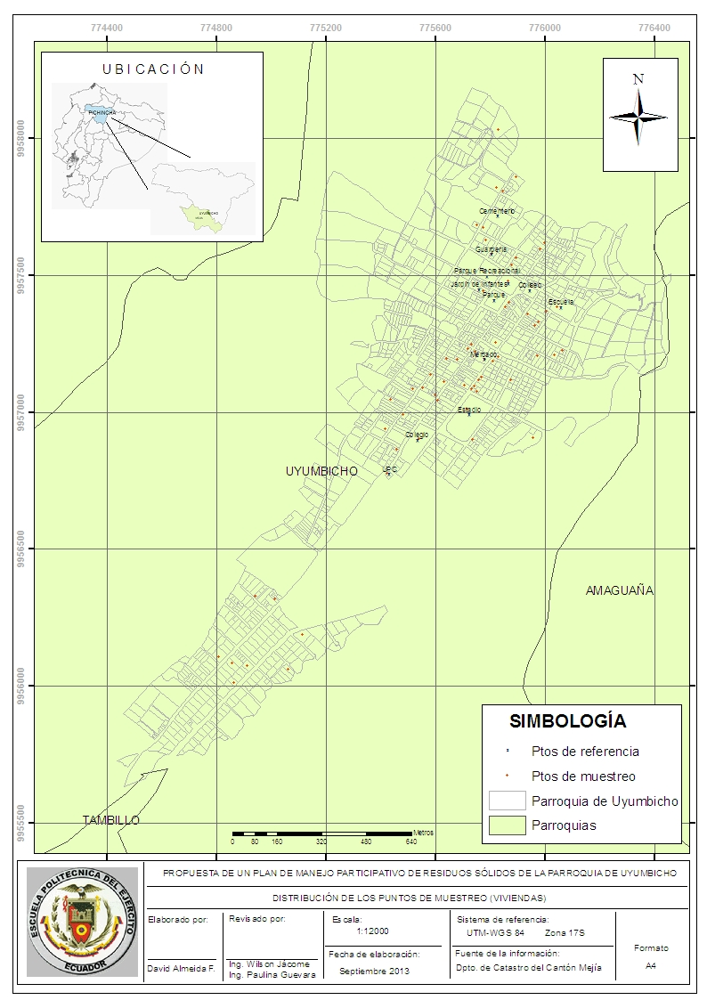 774400 774800 775200 775600 776000 776400
UBICACIÓN
PICHINCHA
UYUMBICHO
N
9958000
9957500
9957000
9956500
9956000
9955500
Cementerio
Guardería
Parque Recreacional
Jardín de Infantes
Coliseo
Parque
Escuela
Mercado
Estadio
Colegio
UPC
UYUMBICHO
AMAGUAÑA
TAMBILLO
SIMBOLOGÍA
Ptos de referencia
Ptos de muestreo
Parroquia de Uyumbicho
Parroquias
Metros
0 80 160 320 480 640
PROPUESTA DE UN PLAN DE MANEJO PARTICIPATIVO DE RESIDUOS SÓLIDOS DE LA PARROQUIA DE UYUMBICHO
DISTRIBUCIÓN DE LOS PUNTOS DE MUESTREO (VIVIENDAS)
ESCUELA POLITECNICA DEL EJERCITO
ECUADOR
Elaborado por:
David Almeida F.
Revisado por:
Ing. Wilson Jácome
Ing. Paulina Guevara
Escala:
1:12000
Fecha de elaboración:
Septiembre 2013
Sistema de referencia:
UTM-WGS 84 Zona 17S
Fuente de la información:
Dpto. de Catastro del Cantón Mejía
Formato
A4